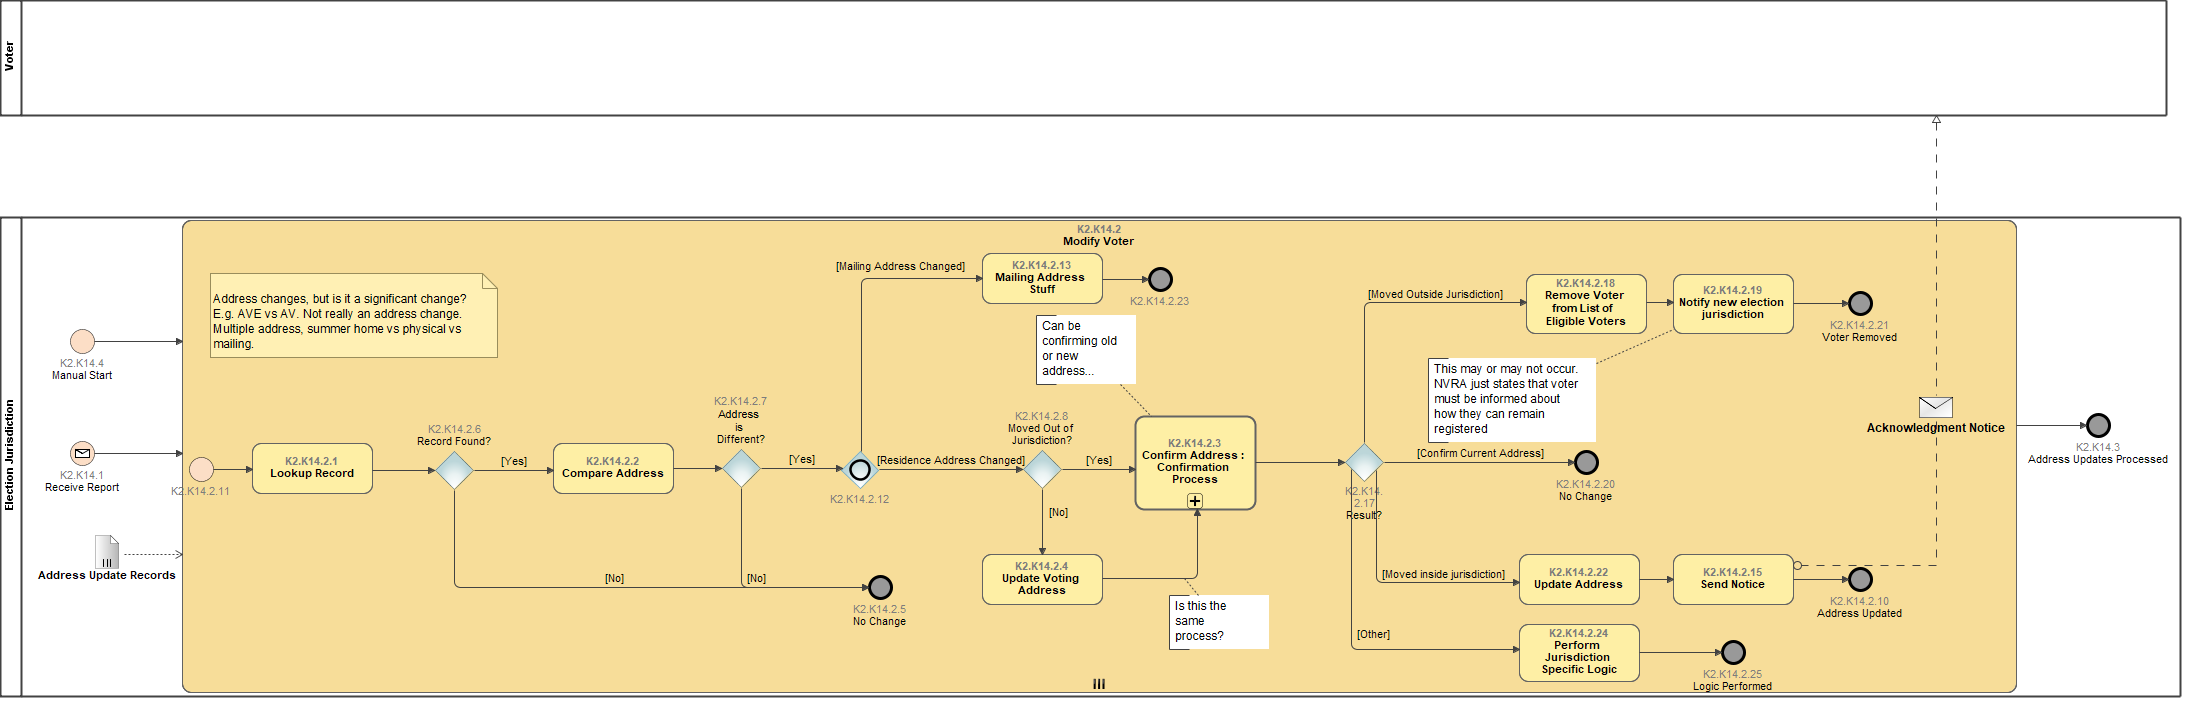 Voter
Election Jurisdiction
K2.K14.2
Modify Voter
Address changes, but is it a significant change?
E.g. AVE vs AV. Not really an address change.
Multiple address, summer home vs physical vs
mailing.
K2.K14.4
Manual Start
K2.K14.1
Receive Report
Address Update Records
K2.K14.2.11
K2.K14.2.1
Lookup Record
K2.K14.2.6
Record Found?
[Yes]
[No]
K2.K14.2.2
Compare Address
K2.K14.2.7
Address
is
Different?
[Yes]
[No]
K2.K14.2.5
No Change
K2.K14.2.12
[Mailing Address Changed]
K2.K14.2.13
Mailing Address
Stuff
K2.K14.2.23
[Residence Address Changed]
K2.K14.2.8
Moved Out of
Jurisdiction?
[Yes]
[No]
K2.K14.2.4
Update Voting
Address
Can be
confirming old
or new
address...
K2.K14.2.3
Confirm Address :
Confirmation
Process
Is this the
same
process?
K2.K14.
2.17
Result?
[Moved Outside Jurisdiction]
K2.K14.2.18
Remove Voter
from List of
Eligible Voters
K2.K14.2.19
Notify new election
jurisdiction
K2.K14.2.21
Voter Removed
This may or may not occur.
NVRA just states that voter
must be informed about
how they can remain
registered
[Confirm Current Address]
K2.K14.2.20
No Change
[Moved inside jurisdiction]
K2.K14.2.22
Update Address
K2.K14.2.15
Send Notice
K2.K14.2.10
Address Updated
[Other]
K2.K14.2.24
Perform
Jurisdiction
Specific Logic
K2.K14.2.25
Logic Performed
Acknowledgment Notice
K2.K14.3
Address Updates Processed